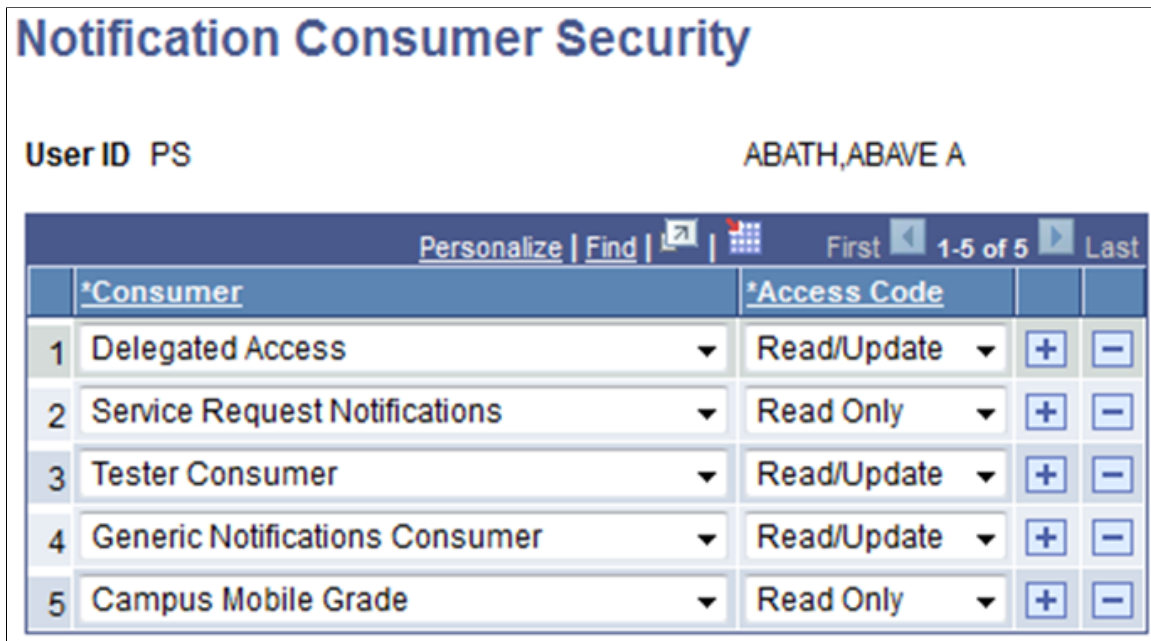 Notification Consumer Security
User ID PS ABATH,ABAVE A
Personalize | Find | | First 1-5 of 5 Last
*Consumer *Access Code
1 Delegated Access Read/Update
2 Service Request Notifications Read Only
3 Tester Consumer Read/Update
4 Generic Notifications Consumer Read/Update
5 Campus Mobile Grade Read Only